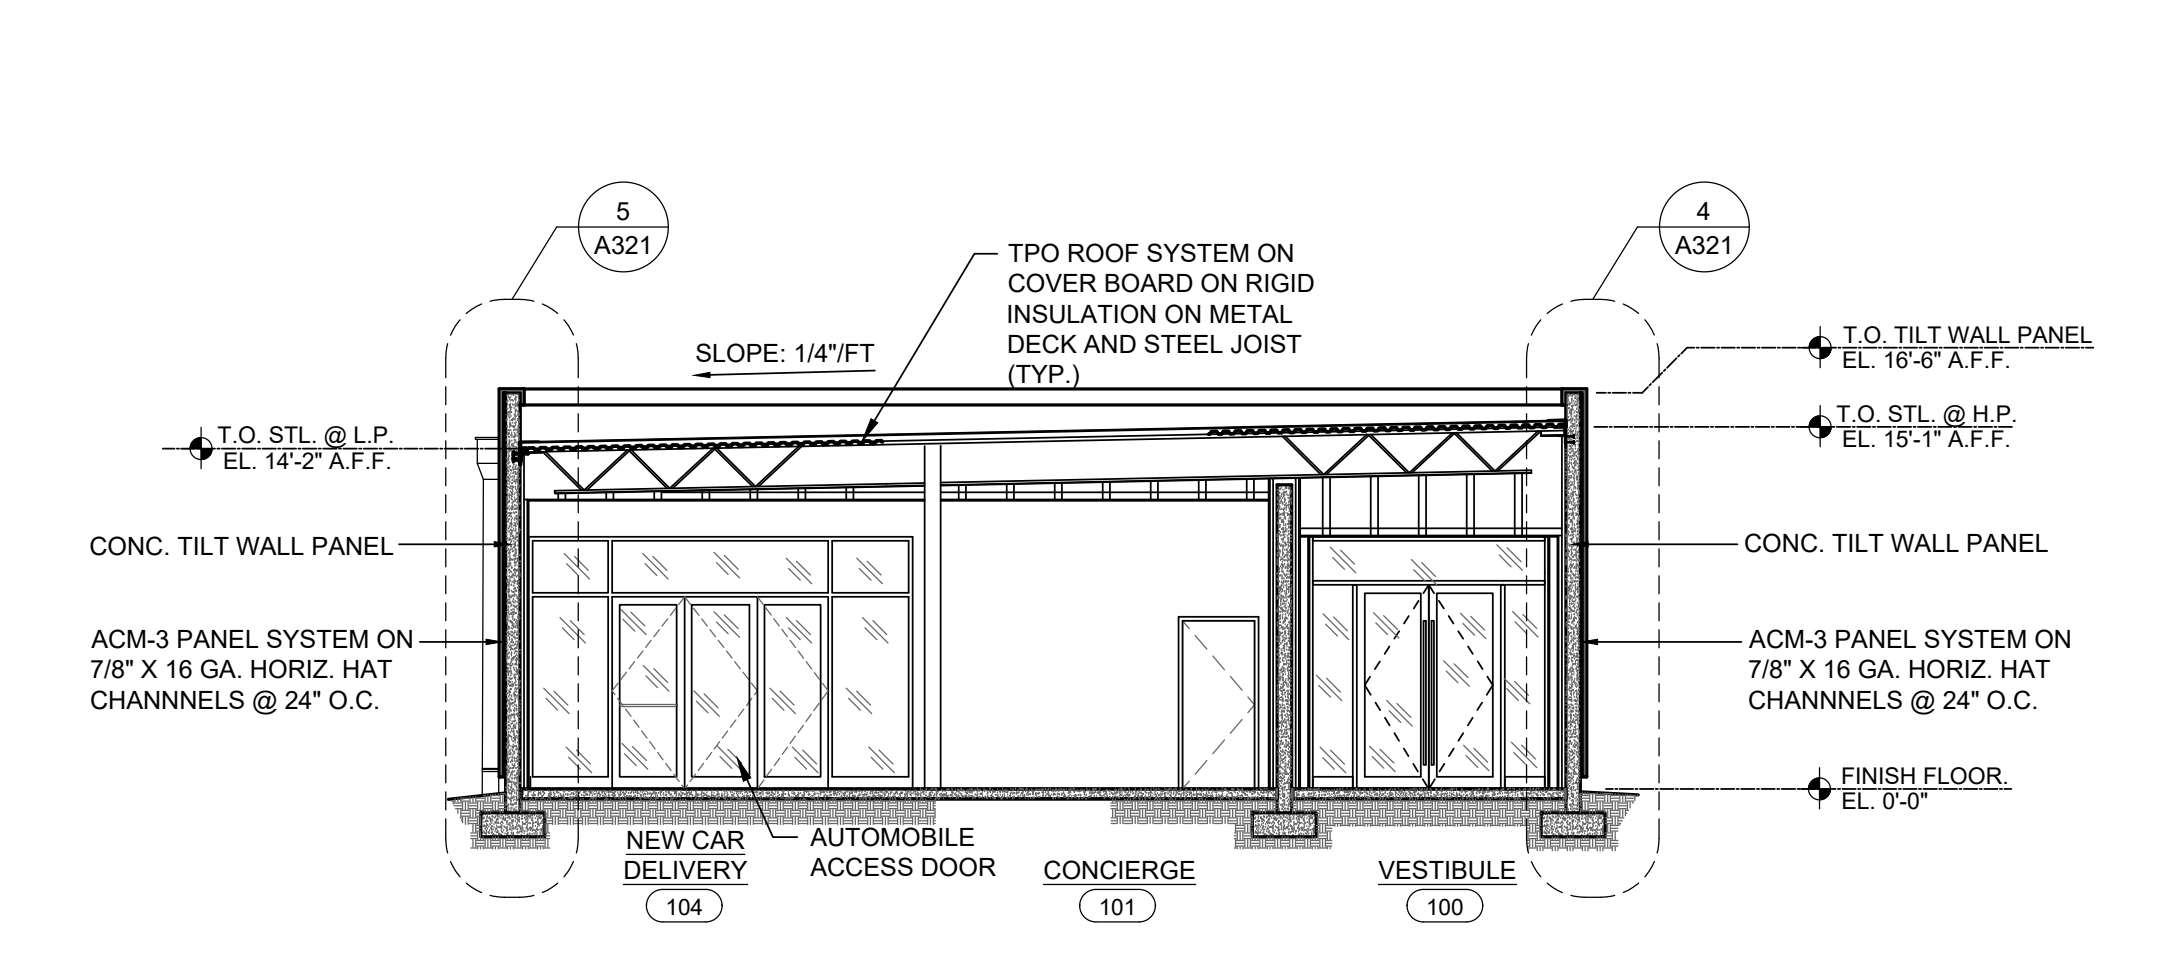 5
A321
4
A321
TPO ROOF SYSTEM ON
COVER BOARD ON RIGID
INSULATION ON METAL
DECK AND STEEL JOIST
(TYP.)
SLOPE: 1/4"/FT
T.O. TILT WALL PANEL
EL. 16'-6" A.F.F.
T.O. STL. @ L.P.
EL. 14'-2" A.F.F.
T.O. STL. @ H.P.
EL. 15'-1" A.F.F.
CONC. TILT WALL PANEL
CONC. TILT WALL PANEL
ACM-3 PANEL SYSTEM ON
7/8" X 16 GA. HORIZ. HAT
CHANNNELS @ 24" O.C.
ACM-3 PANEL SYSTEM ON
7/8" X 16 GA. HORIZ. HAT
CHANNNELS @ 24" O.C.
FINISH FLOOR.
EL. 0'-0"
NEW CAR
DELIVERY
104
AUTOMOBILE
ACCESS DOOR
CONCIERGE
101
VESTIBULE
100